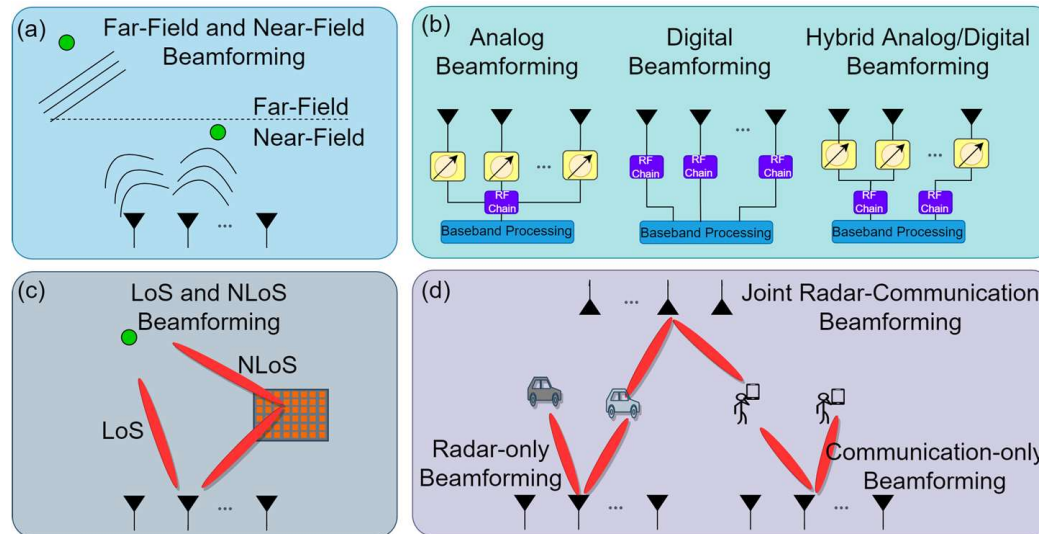 (a)
Far-Field and Near-Field
Beamforming
Far-Field
Near-Field
...
(b)
Analog
Beamforming
Digital
Beamforming
Hybrid Analog/Digital
Beamforming
...
...
...
RF
Chain
RF
Chain
RF
Chain
RF
Chain
RF
Chain
RF
Chain
Baseband Processing
Baseband Processing
Baseband Processing
(c)
LoS and NLoS
Beamforming
NLoS
LoS
...
(d)
...
Joint Radar-Communication
Beamforming
Radar-only
Beamforming
Communication-only
Beamforming
...
...